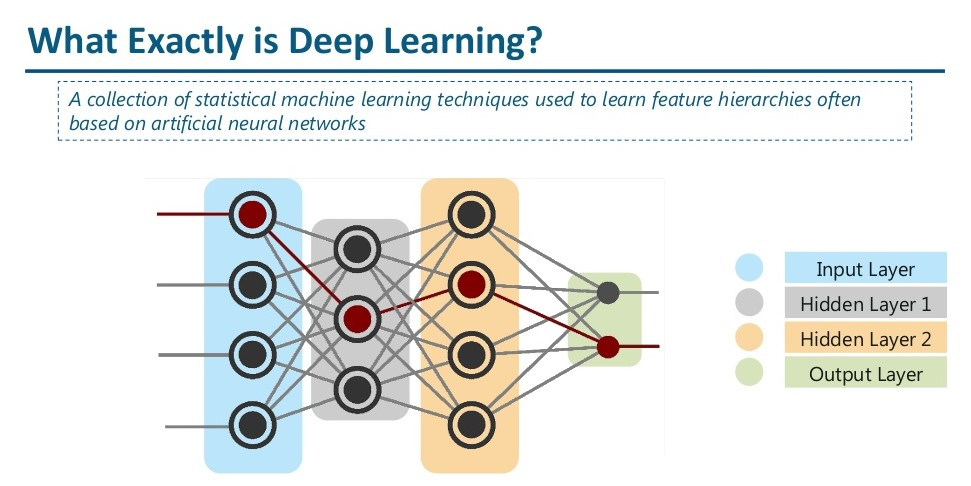 What Exactly is Deep Learning?
A collection of statistical machine learning techniques used to learn feature hierarchies often
based on artificial neural networks
Input Layer
Hidden Layer 1
Hidden Layer 2
Output Layer